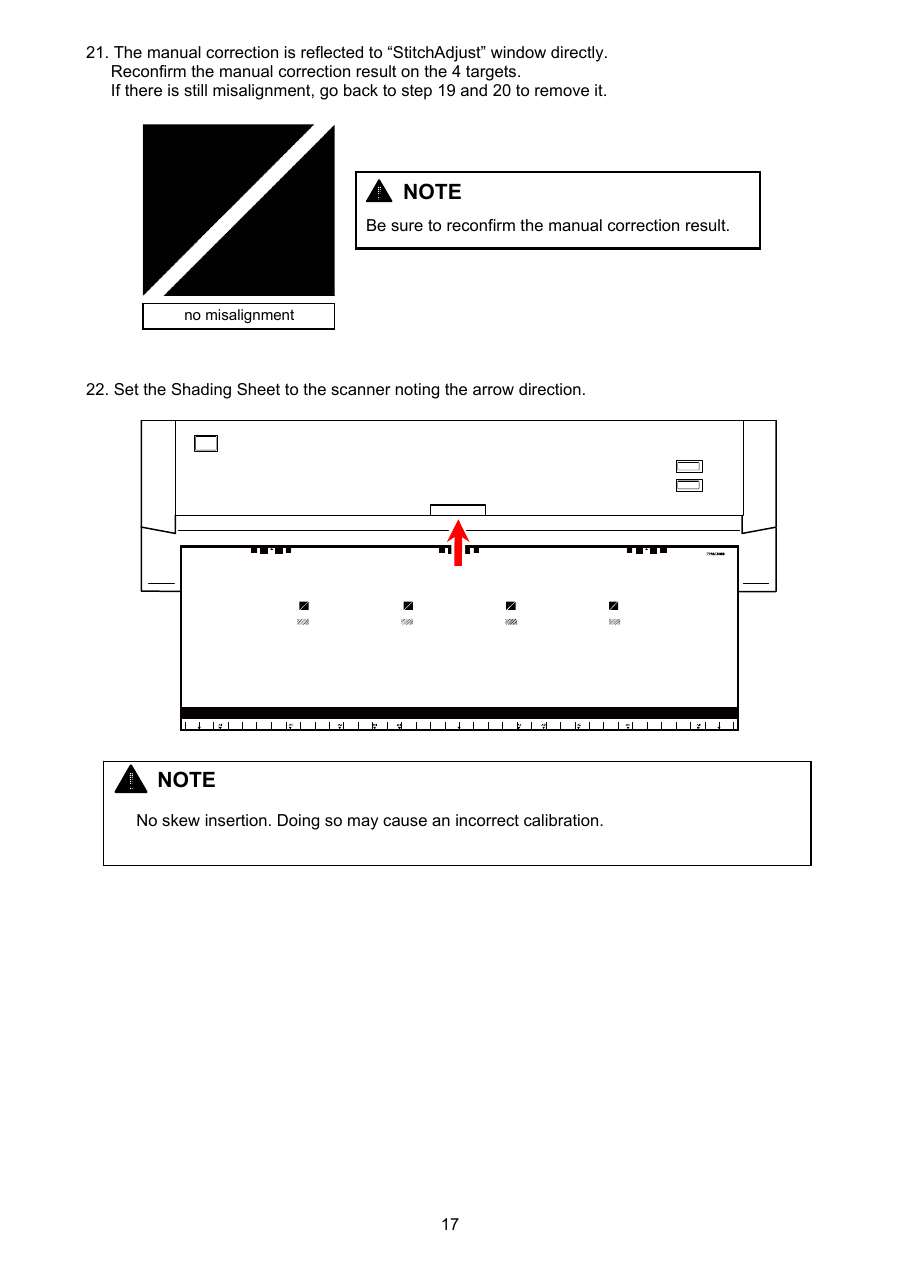 21. The manual correction is reflected to “StitchAdjust” window directly.
Reconfirm the manual correction result on the 4 targets.
If there is still misalignment, go back to step 19 and 20 to remove it.
NOTE
Be sure to reconfirm the manual correction result.
no misalignment
22. Set the Shading Sheet to the scanner noting the arrow direction.
NOTE
No skew insertion. Doing so may cause an incorrect calibration.
17